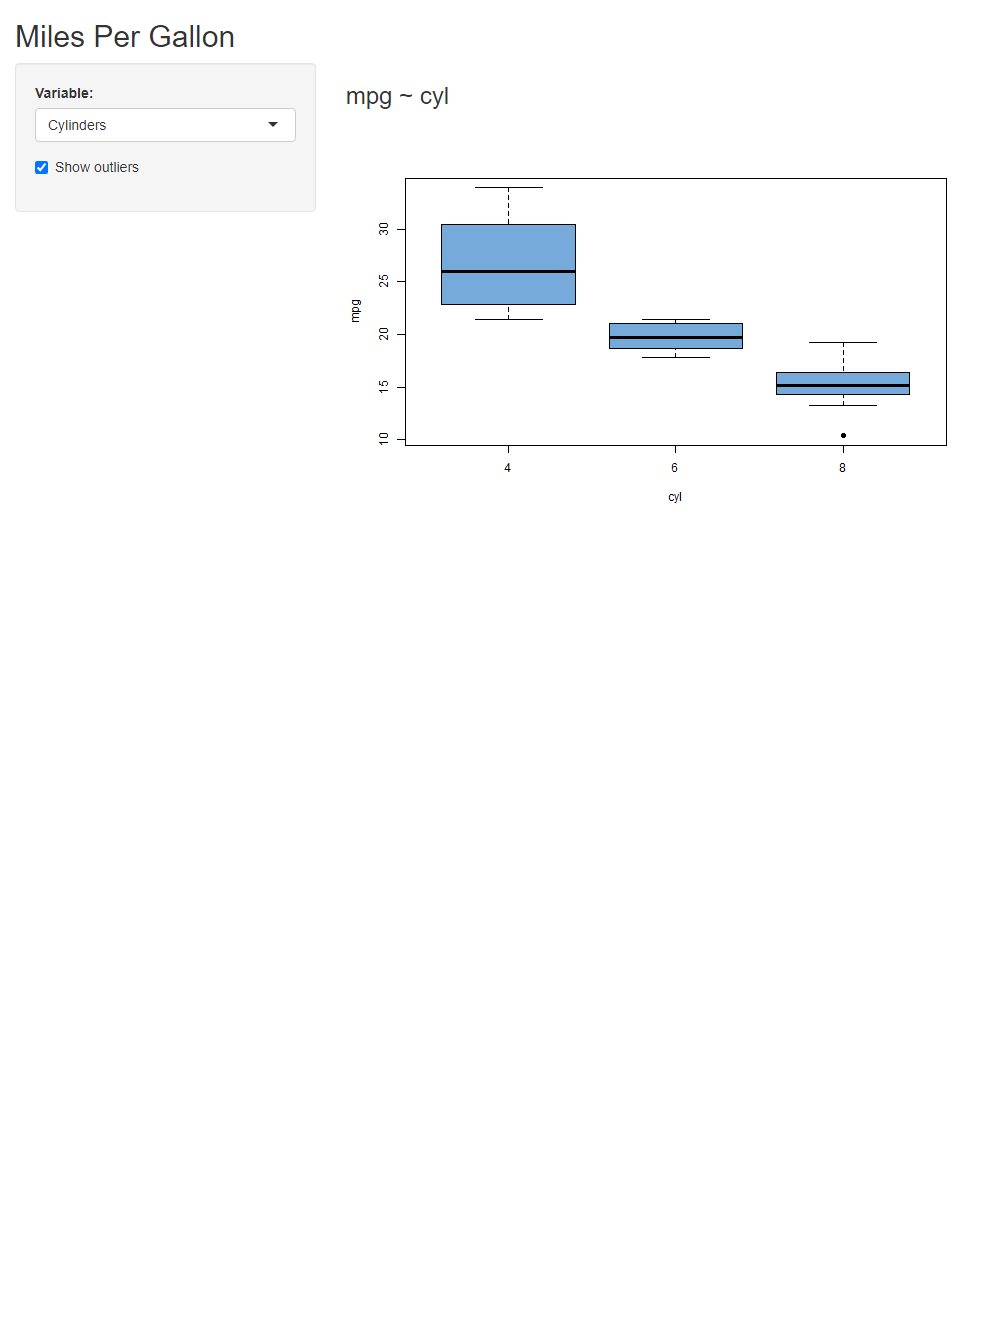 Miles Per Gallon
Variable:
Cylinders
Show outliers
mpg ~ cyl
30
25
20
15
10
mpg
4 6 8
cyl